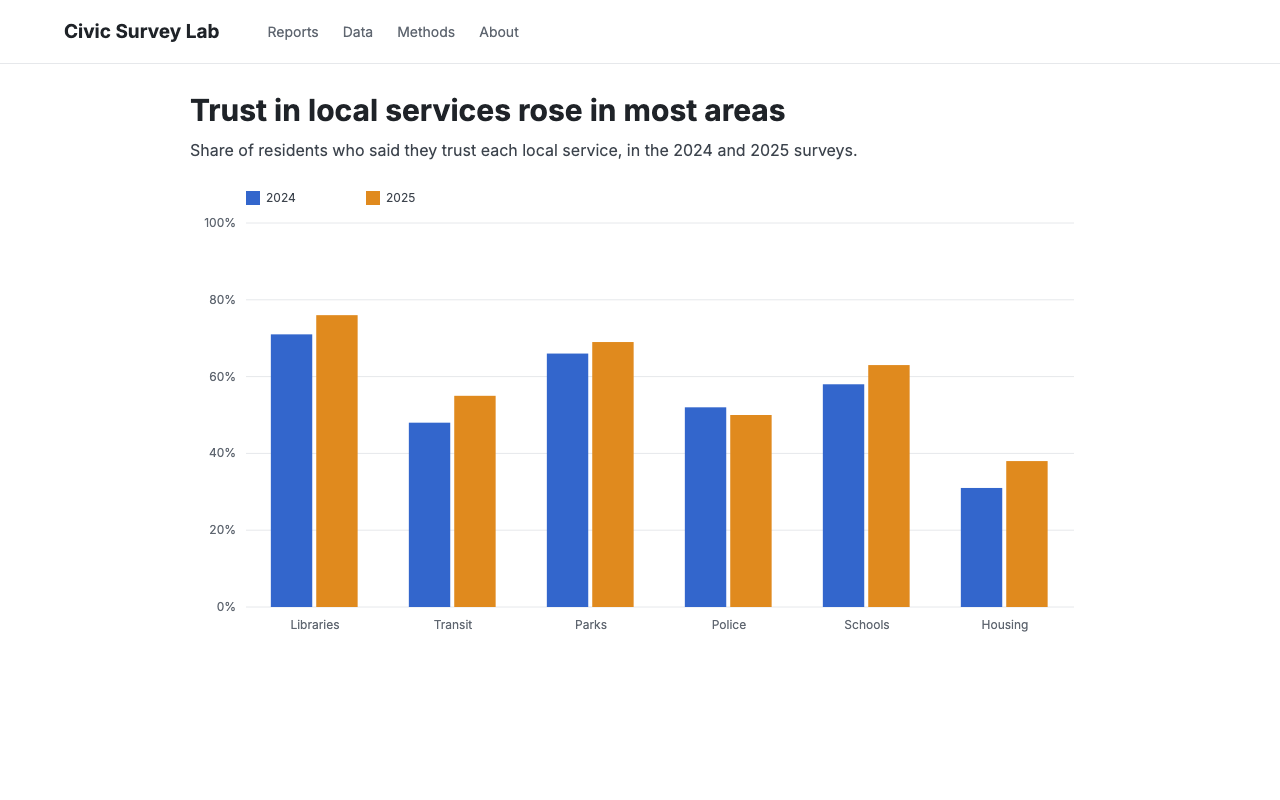 Civic Survey Lab Reports Data Methods About
Trust in local services rose in most areas
Share of residents who said they trust each local service, in the 2024 and 2025 surveys.
2024 2025
100%
80%
60%
40%
20%
0%
Libraries Transit Parks Police Schools Housing